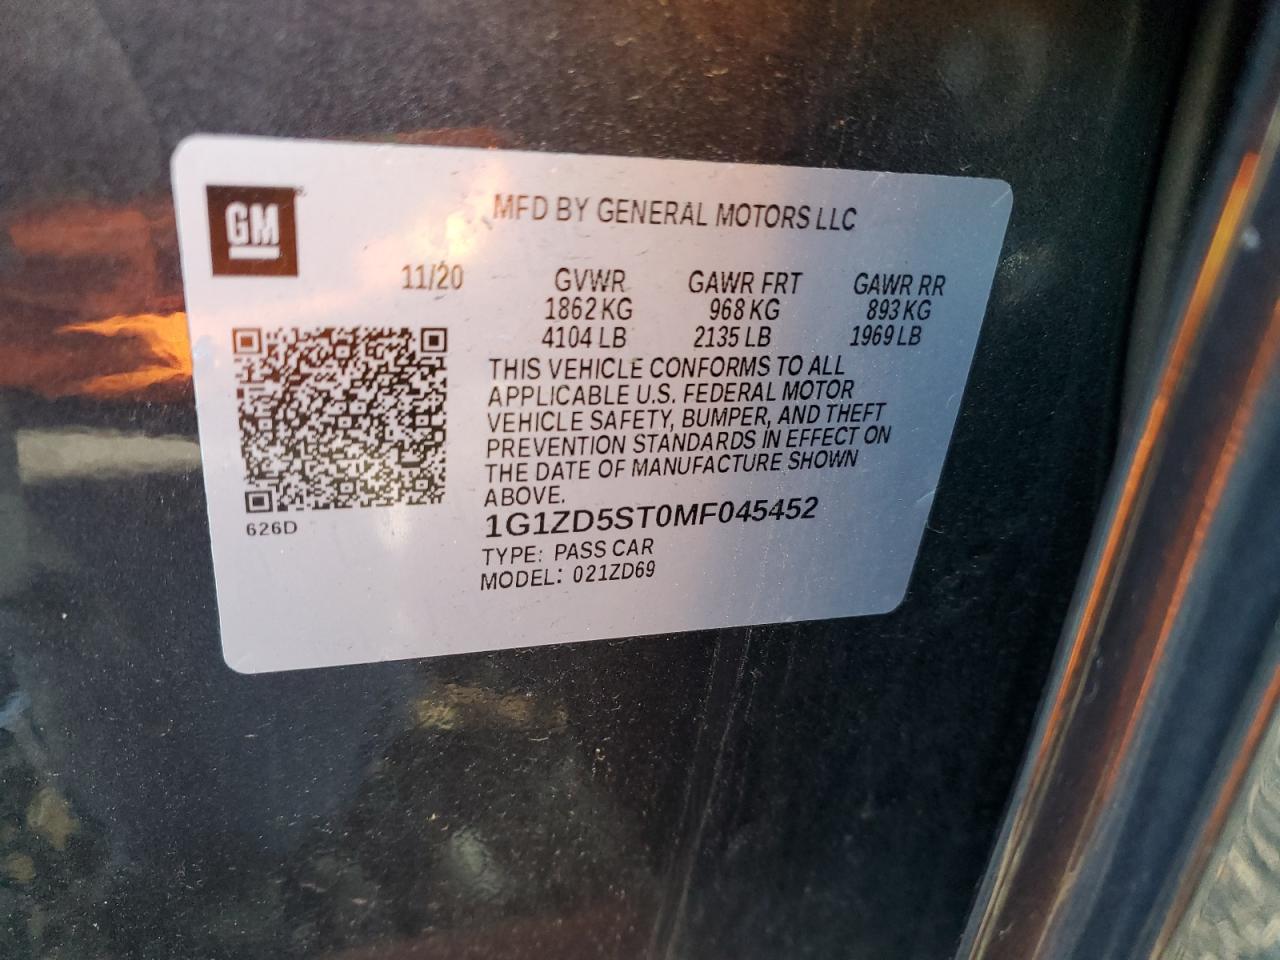 GM
MFD BY GENERAL MOTORS LLC
11/20 GVWR GAWR FRT GAWR RR
1862 KG 968 KG 893 KG
4104 LB 2135 LB 1969 LB
THIS VEHICLE CONFORMS TO ALL
APPLICABLE U.S. FEDERAL MOTOR
VEHICLE SAFETY, BUMPER, AND THEFT
PREVENTION STANDARDS IN EFFECT ON
THE DATE OF MANUFACTURE SHOWN
ABOVE.
626D
1G1ZD5ST0MF045452
TYPE: PASS CAR
MODEL: 021ZD69